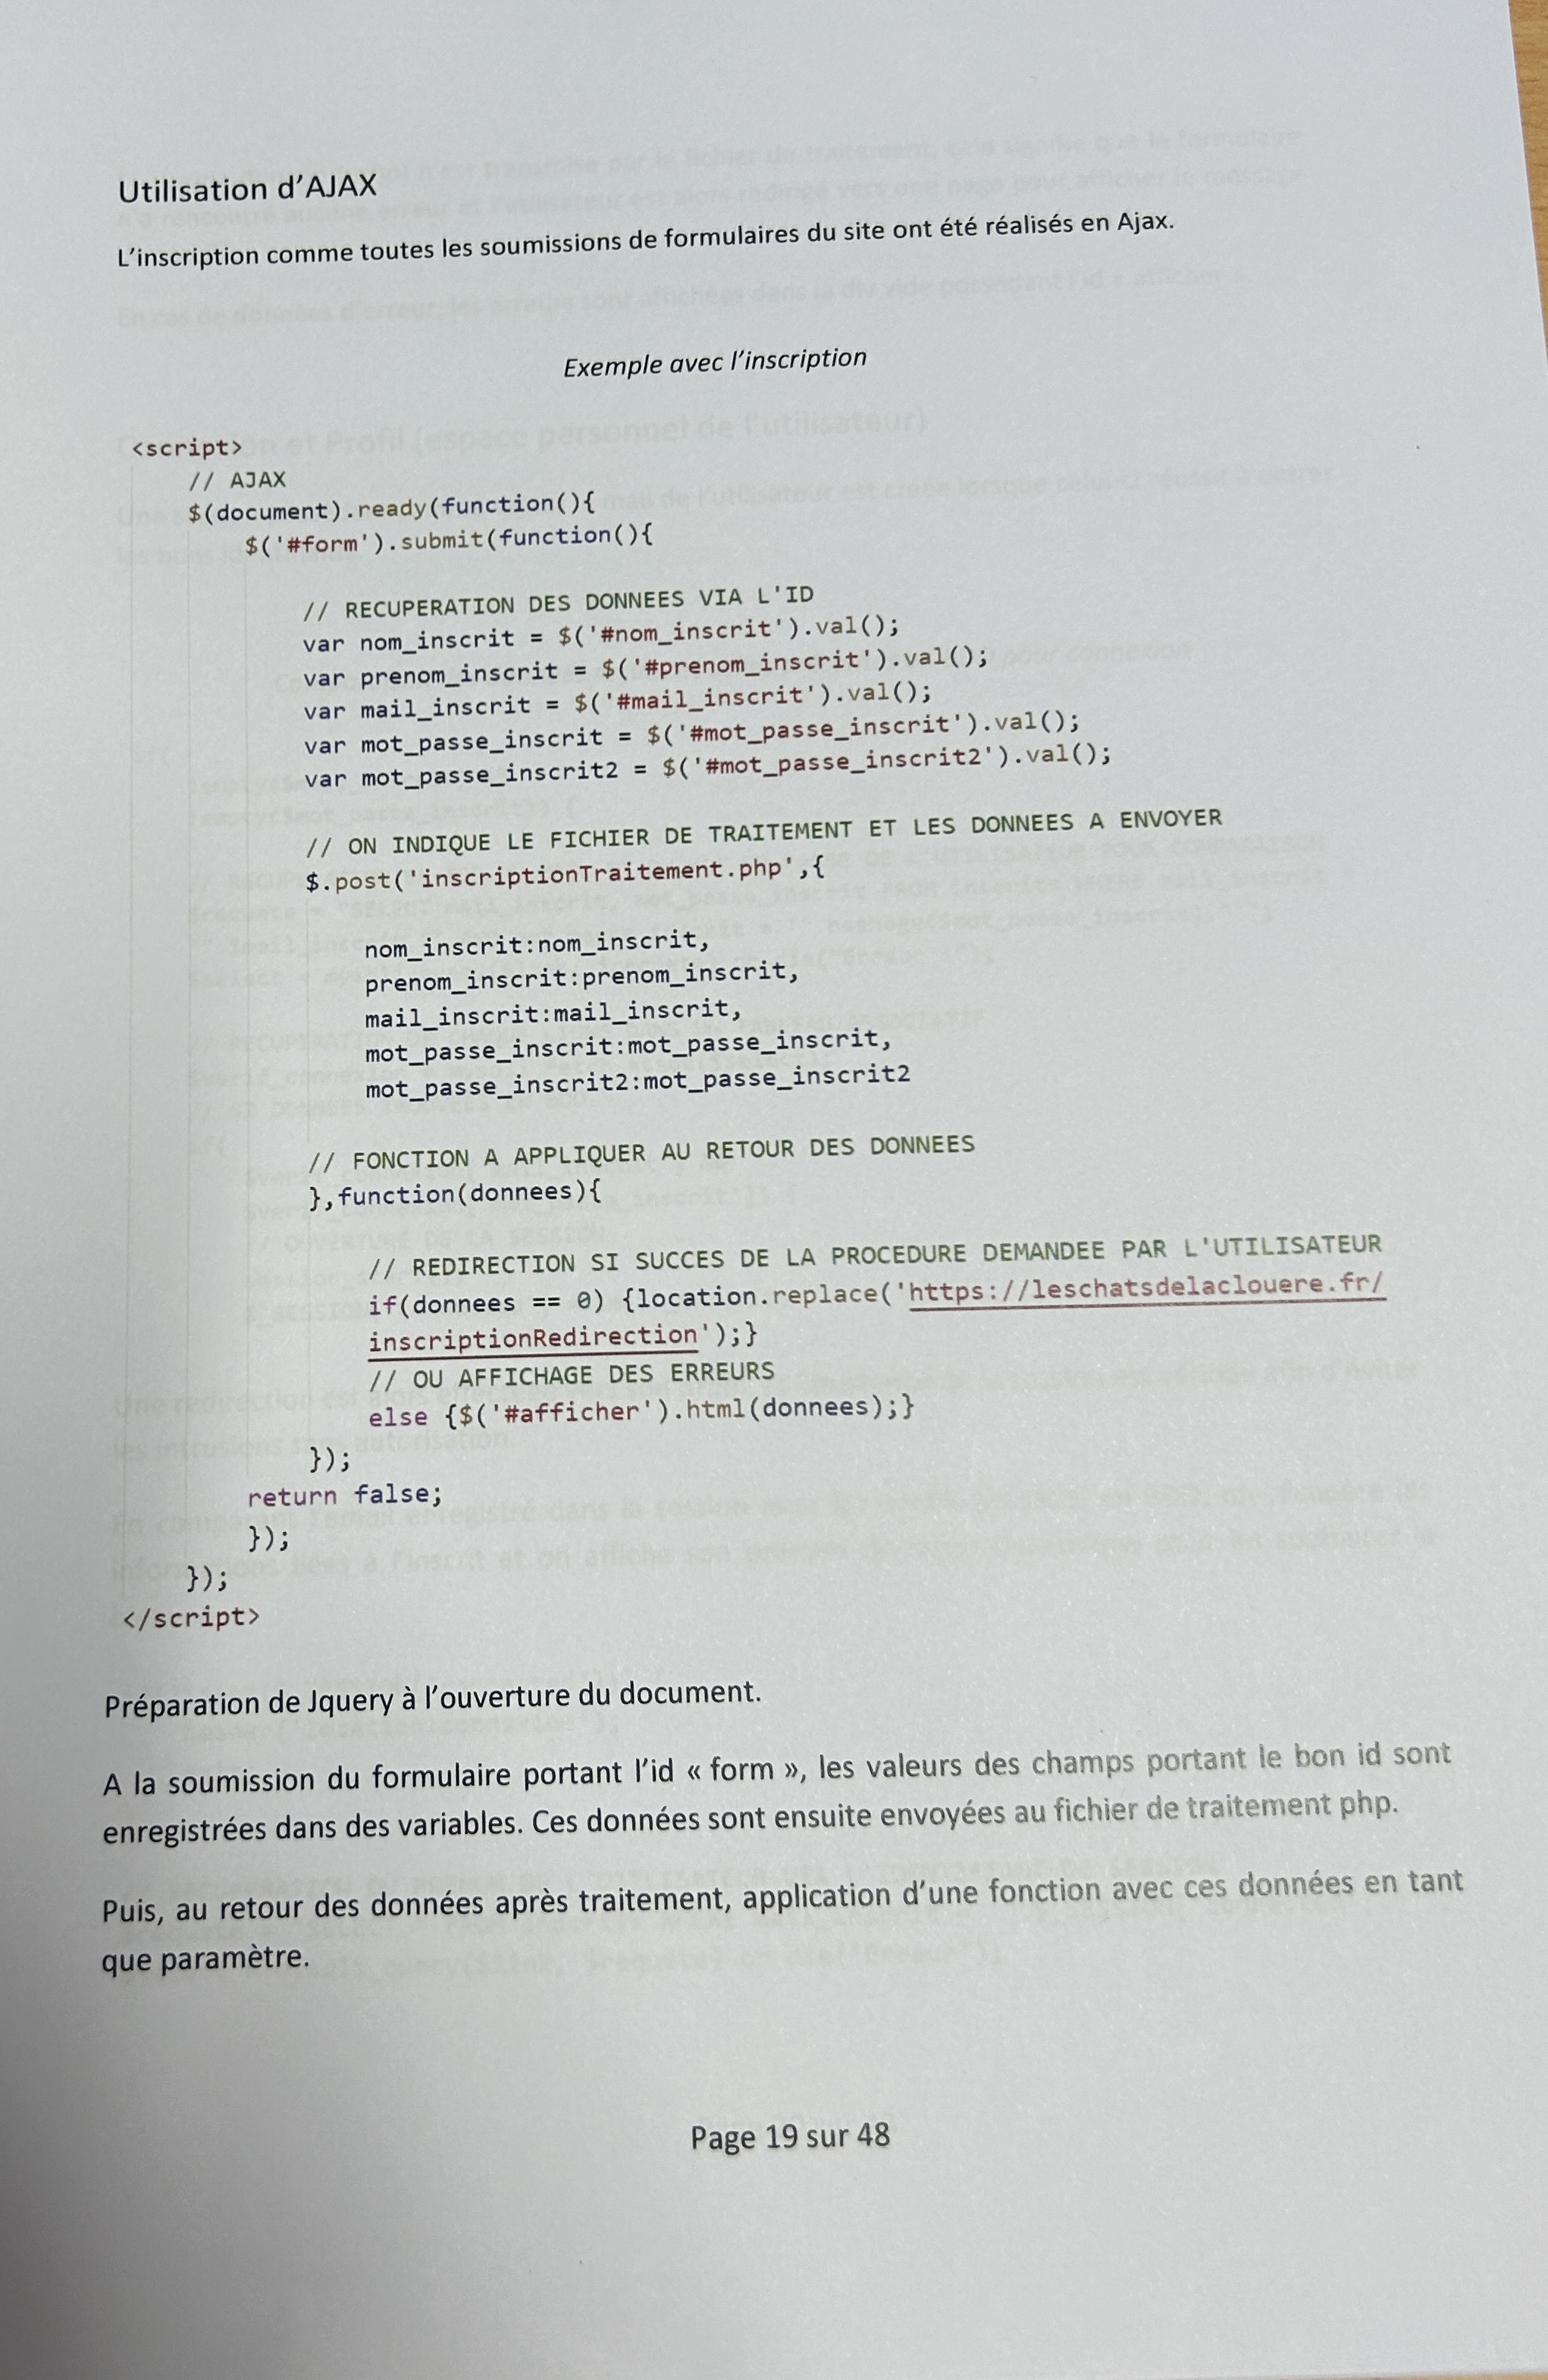 Utilisation d'AJAX
L'inscription comme toutes les soumissions de formulaires du site ont été réalisés en Ajax.
Exemple avec l'inscription
<script>
// AJAX
$(document).ready(function(){
$('#form').submit(function(){
// RECUPERATION DES DONNEES VIA L'ID
var nom_inscrit = $('#nom_inscrit').val();
var prenom_inscrit = $('#prenom_inscrit').val();
var mail_inscrit = $('#mail_inscrit').val();
var mot_passe_inscrit = $('#mot_passe_inscrit').val();
var mot_passe_inscrit2 = $('#mot_passe_inscrit2').val();
// ON INDIQUE LE FICHIER DE TRAITEMENT ET LES DONNEES A ENVOYER
$.post('inscriptionTraitement.php',{
nom_inscrit:nom_inscrit,
prenom_inscrit:prenom_inscrit,
mail_inscrit:mail_inscrit,
mot_passe_inscrit:mot_passe_inscrit,
mot_passe_inscrit2:mot_passe_inscrit2
// FONCTION A APPLIQUER AU RETOUR DES DONNEES
},function(donnees){
// REDIRECTION SI SUCCES DE LA PROCEDURE DEMANDEE PAR L'UTILISATEUR
if(donnees == 0) {location.replace('https://leschatsdelaclouere.fr/
inscriptionRedirection');}
// OU AFFICHAGE DES ERREURS
else {$('#afficher').html(donnees);}
});
return false;
});
});
</script>
Préparation de Jquery à l'ouverture du document.
A la soumission du formulaire portant l'id « form », les valeurs des champs portant le bon id sont
enregistrées dans des variables. Ces données sont ensuite envoyées au fichier de traitement php.
Puis, au retour des données après traitement, application d'une fonction avec ces données en tant
que paramètre.
Page 19 sur 48